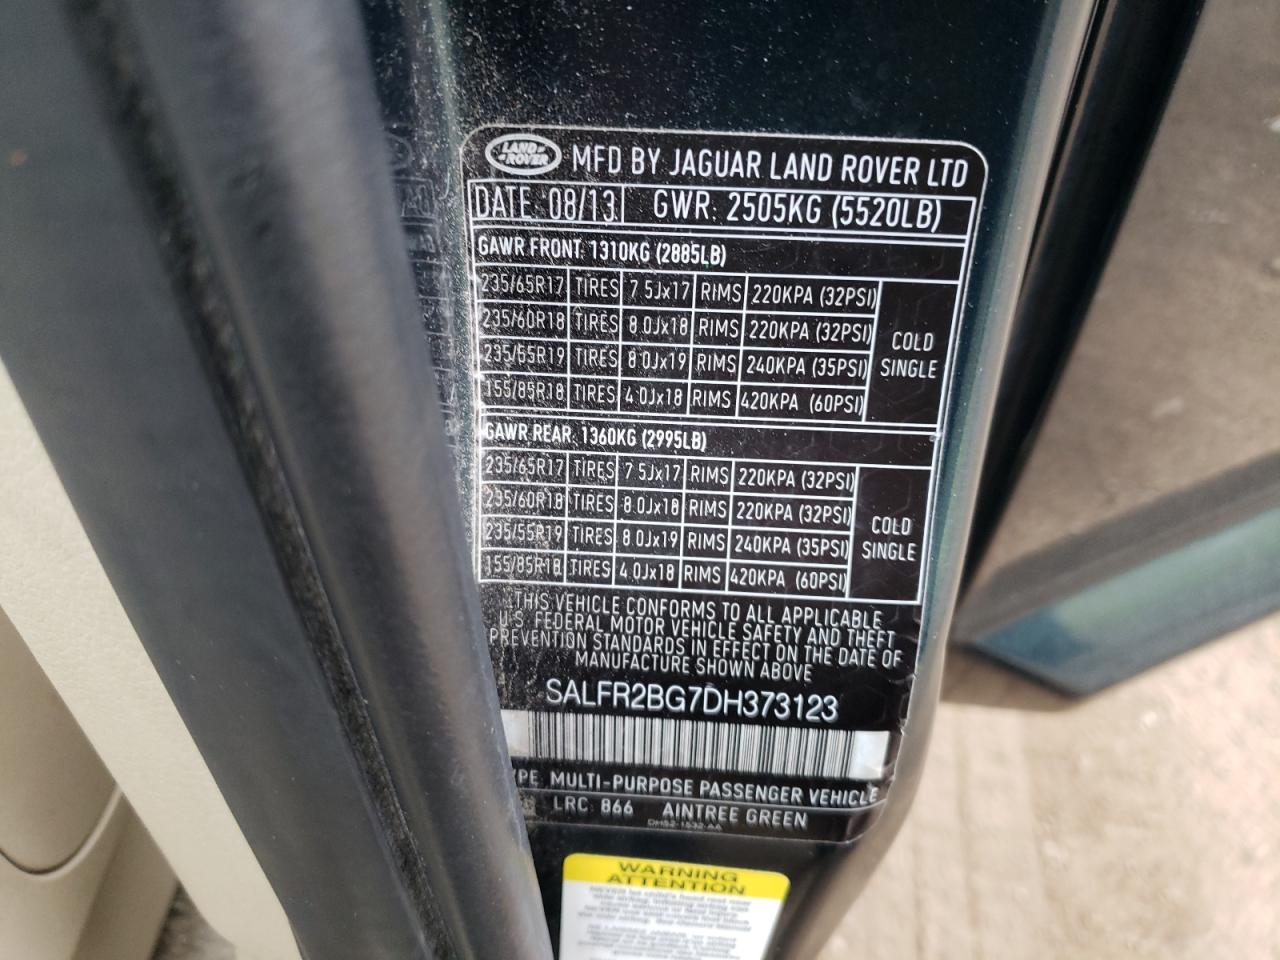 LAND ROVER MFD BY JAGUAR LAND ROVER LTD
DATE: 08/13 GWR: 2505KG (5520LB)
GAWR FRONT: 1310KG (2885LB)
235/65R17 TIRES 7.5Jx17 RIMS 220KPA (32PSI)
235/60R18 TIRES 8.0Jx18 RIMS 220KPA (32PSI)
235/55R19 TIRES 8.0Jx19 RIMS 240KPA (35PSI)
155/85R18 TIRES 4.0Jx18 RIMS 420KPA (60PSI)
COLD
SINGLE
GAWR REAR: 1360KG (2995LB)
235/65R17 TIRES 7.5Jx17 RIMS 220KPA (32PSI)
235/60R18 TIRES 8.0Jx18 RIMS 220KPA (32PSI)
235/55R19 TIRES 8.0Jx19 RIMS 240KPA (35PSI)
155/85R18 TIRES 4.0Jx18 RIMS 420KPA (60PSI)
COLD
SINGLE
THIS VEHICLE CONFORMS TO ALL APPLICABLE
U.S. FEDERAL MOTOR VEHICLE SAFETY AND THEFT
PREVENTION STANDARDS IN EFFECT ON THE DATE OF
MANUFACTURE SHOWN ABOVE
SALFR2BG7DH373123
YPE: MULTI-PURPOSE PASSENGER VEHICLE
LRC: 866 AINTREE GREEN
DH52-1532-AA
WARNING
ATTENTION